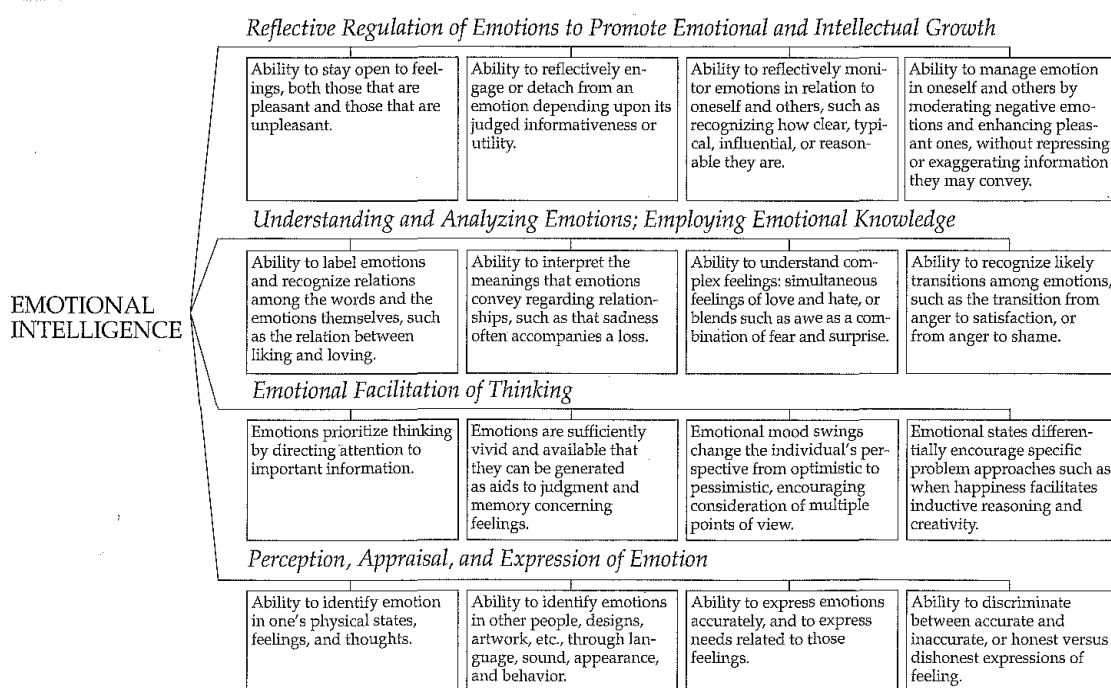 Reflective Regulation of Emotions to Promote Emotional and Intellectual Growth
Ability to stay open to feel-
ings, both those that are
pleasant and those that are
unpleasant.
Ability to reflectively en-
gage or detach from an
emotion depending upon its
judged informativeness or
utility.
Ability to reflectively moni-
tor emotions in relation to
oneself and others, such as
recognizing how clear, typi-
cal, influential, or reason-
able they are.
Ability to manage emotion
in oneself and others by
moderating negative emo-
tions and enhancing pleas-
ant ones, without repressing
or exaggerating information
they may convey.
Understanding and Analyzing Emotions; Employing Emotional Knowledge
Ability to label emotions
and recognize relations
among the words and the
emotions themselves, such
as the relation between
liking and loving.
Ability to interpret the
meanings that emotions
convey regarding relation-
ships, such as that sadness
often accompanies a loss.
Ability to understand com-
plex feelings: simultaneous
feelings of love and hate, or
blends such as awe as a com-
bination of fear and surprise.
Ability to recognize likely
transitions among emotions,
such as the transition from
anger to satisfaction, or
from anger to shame.
EMOTIONAL
INTELLIGENCE
Emotional Facilitation of Thinking
Emotions prioritize thinking
by directing attention to
important information.
Emotions are sufficiently
vivid and available that
they can be generated
as aids to judgment and
memory concerning
feelings.
Emotional mood swings
change the individual's per-
spective from optimistic to
pessimistic, encouraging
consideration of multiple
points of view.
Emotional states differen-
tially encourage specific
problem approaches such as
when happiness facilitates
inductive reasoning and
creativity.
Perception, Appraisal, and Expression of Emotion
Ability to identify emotion
in one's physical states,
feelings, and thoughts.
Ability to identify emotions
in other people, designs,
artwork, etc., through lan-
guage, sound, appearance,
and behavior.
Ability to express emotions
accurately, and to express
needs related to those
feelings.
Ability to discriminate
between accurate and
inaccurate, or honest versus
dishonest expressions of
feeling.